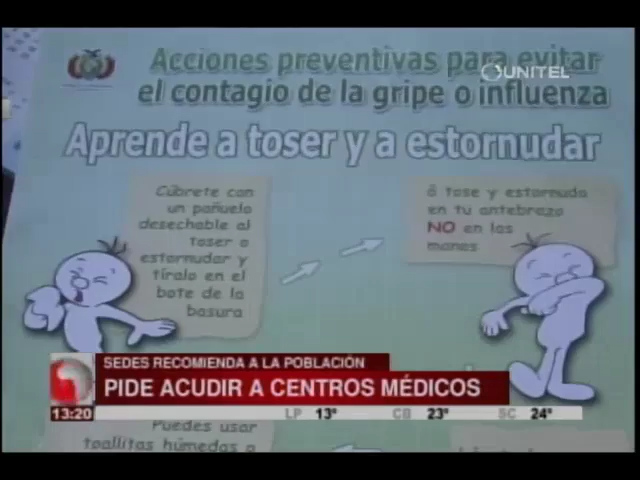 Acciones preventivas para evitar
UNITEL
el contagio de la gripe o influenza
Aprende a toser y a estornudar
Cúbrete con
un pañuelo
desechable al
toser o
estornudar y
tíralo en el
bote de la
basura
ó tose y estornuda
en tu antebrazo
NO en las
manos
SEDES RECOMIENDA A LA POBLACIÓN
PIDE ACUDIR A CENTROS MÉDICOS
13:20
LP 13° CB 23° SC 24°
Puedes usar
toallitas húmedas o